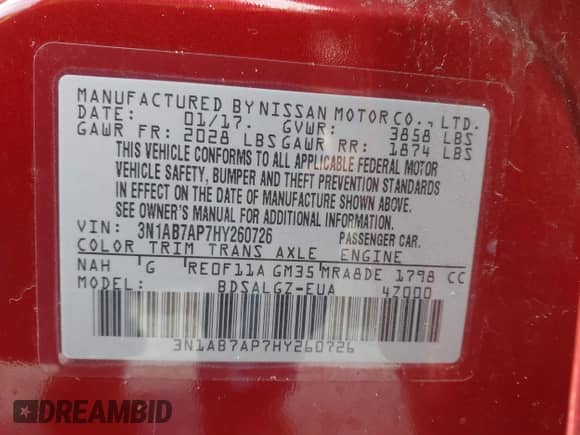 MANUFACTURED BY NISSAN MOTOR CO., LTD.
DATE: 01/17. GVWR: 3858 LBS
GAWR FR: 2028 LBS GAWR RR: 1874 LBS
THIS VEHICLE CONFORMS TO ALL APPLICABLE FEDERAL MOTOR
VEHICLE SAFETY, BUMPER AND THEFT PREVENTION STANDARDS
IN EFFECT ON THE DATE OF MANUFACTURE SHOWN ABOVE.
SEE OWNER'S MANUAL FOR ADDITIONAL INFORMATION.
VIN: 3N1AB7AP7HY260726 PASSENGER CAR.
COLOR TRIM TRANS AXLE ENGINE
NAH G RE0F11A GM35 MRA8DE 1798 CC
MODEL: BDSALGZ-EUA 47000
3N1AB7AP7HY260726
DREAMBID